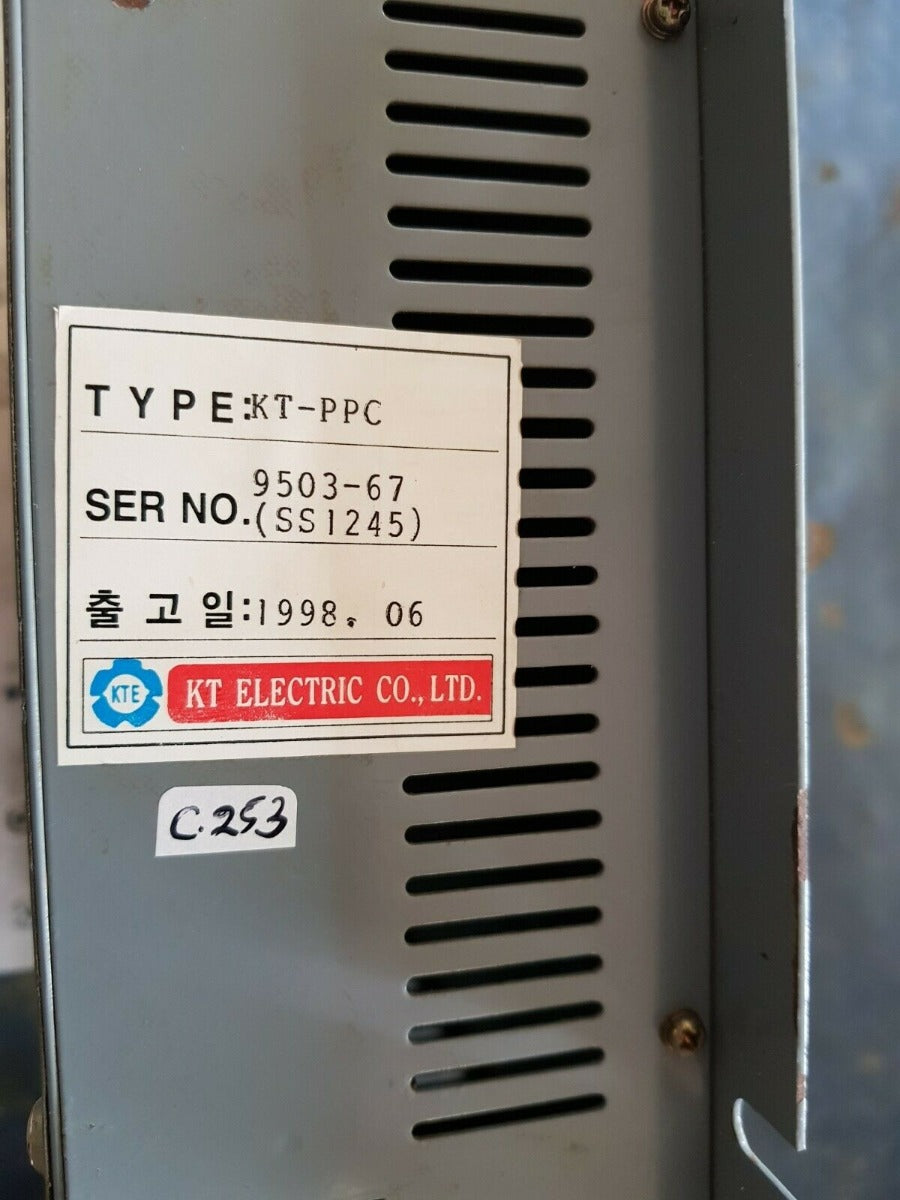 TYPE:KT-PPC
SER NO. 9503-67
(SS1245)
출고일:1998. 06
KTE KT ELECTRIC CO., LTD.
C.253